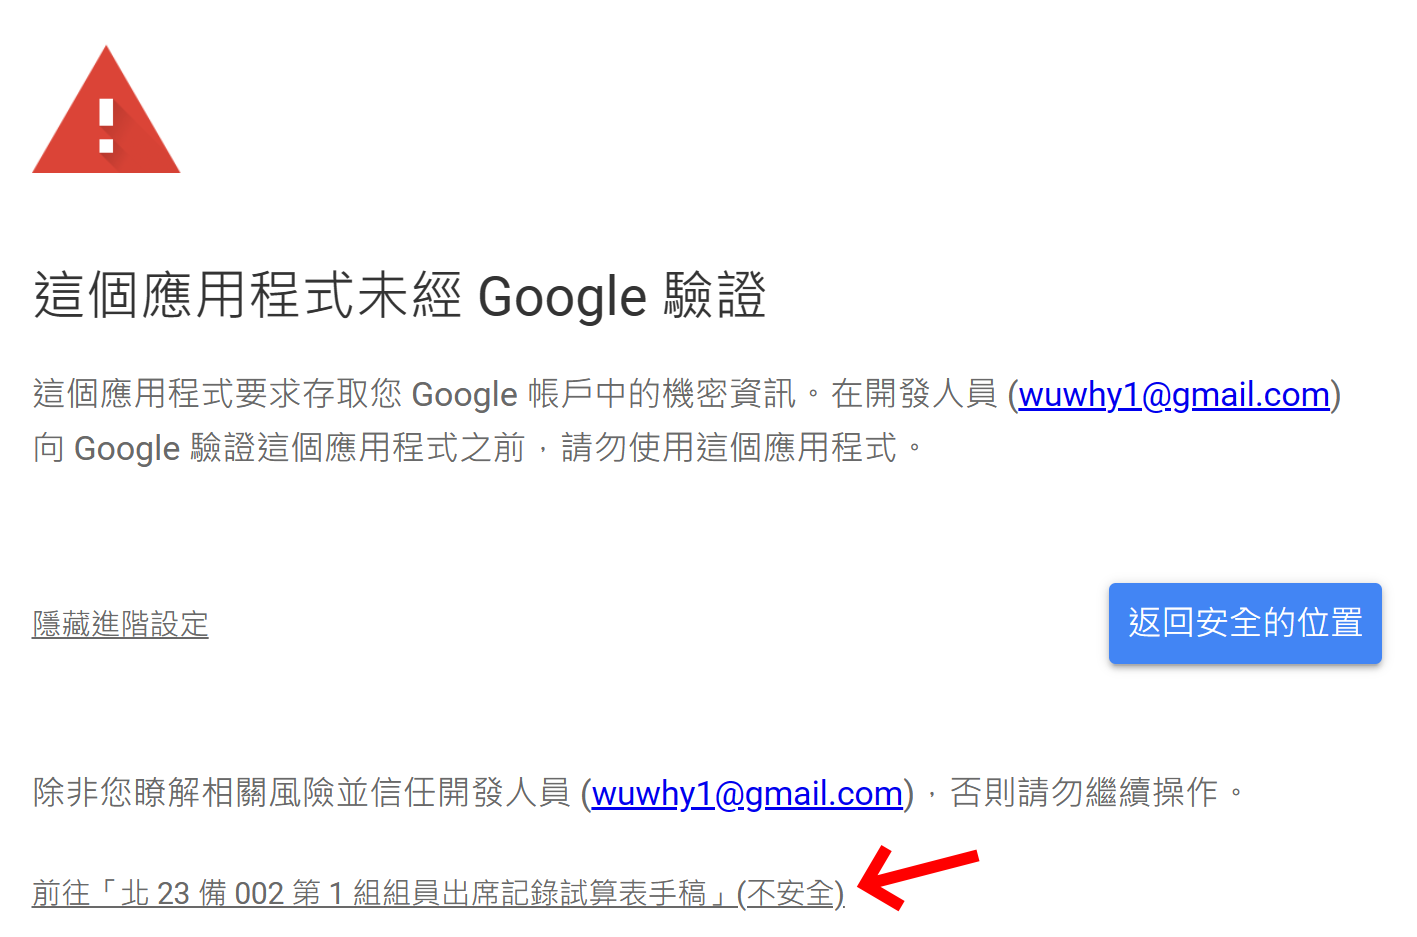 這個應用程式未經 Google 驗證
這個應用程式要求存取您 Google 帳戶中的機密資訊。在開發人員 (wuwhy1@gmail.com)
向 Google 驗證這個應用程式之前，請勿使用這個應用程式。
隱藏進階設定
返回安全的位置
除非您瞭解相關風險並信任開發人員 (wuwhy1@gmail.com)，否則請勿繼續操作。
前往「北 23 備 002 第 1 組組員出席記錄試算表手稿」(不安全)